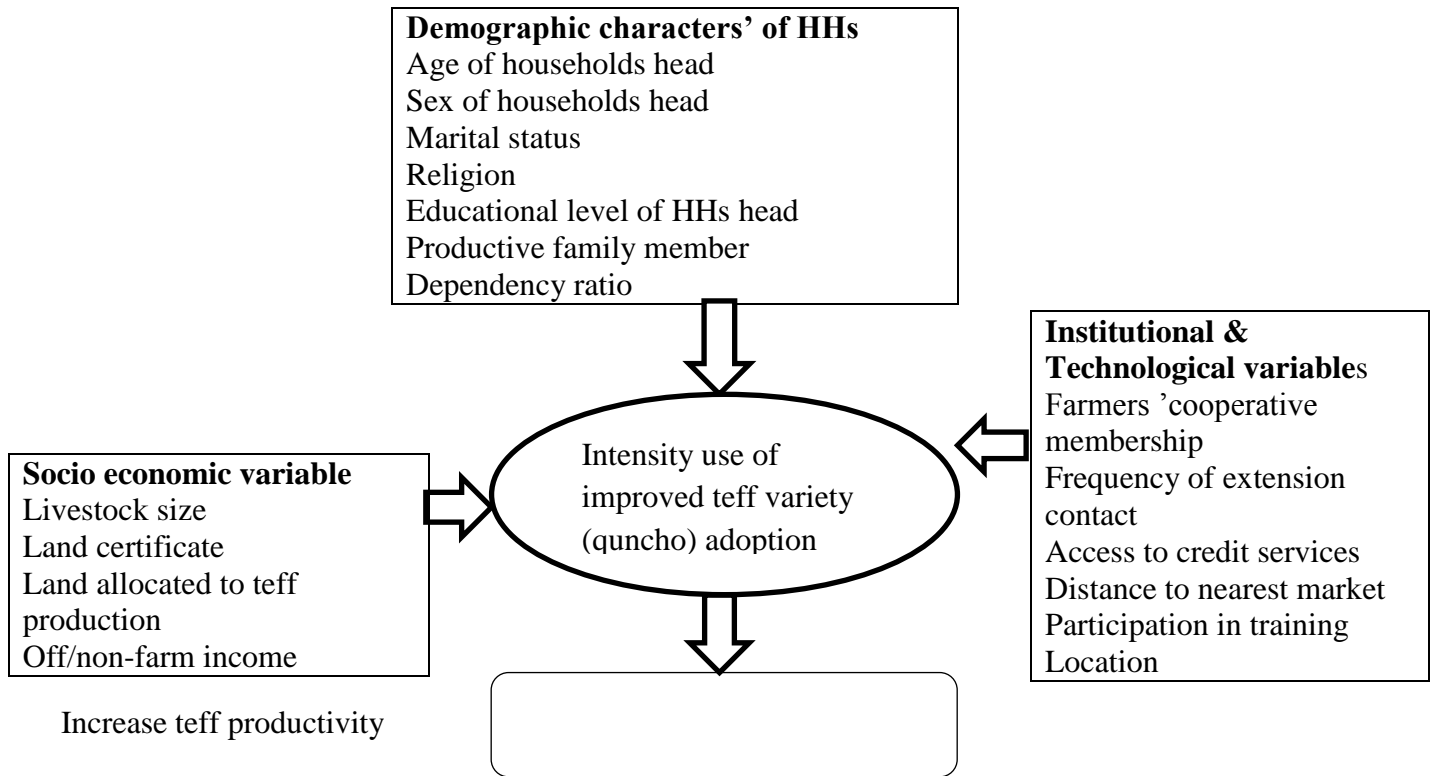 Demographic characters’ of HHs
Age of households head
Sex of households head
Marital status
Religion
Educational level of HHs head
Productive family member
Dependency ratio
Institutional &
Technological variables
Farmers ’cooperative
membership
Frequency of extension
contact
Access to credit services
Distance to nearest market
Participation in training
Location
Intensity use of
improved teff variety
(quncho) adoption
Socio economic variable
Livestock size
Land certificate
Land allocated to teff
production
Off/non-farm income
Increase teff productivity